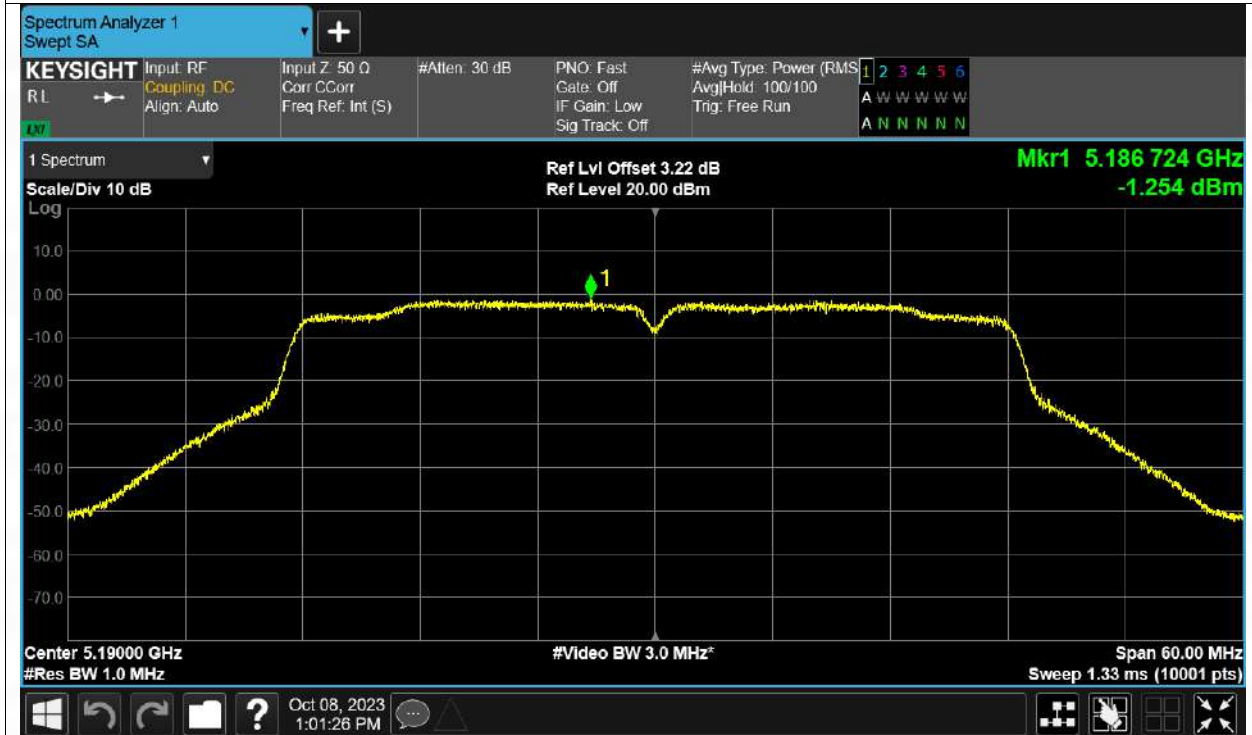 Spectrum Analyzer 1
Swept SA
+
KEYSIGHT
RL
LXI
Input: RF
Coupling: DC
Align: Auto
Input Z: 50 Ω
Corr CCorr
Freq Ref: Int (S)
#Atten: 30 dB
PNO: Fast
Gate: Off
IF Gain: Low
Sig Track: Off
#Avg Type: Power (RMS
Avg|Hold: 100/100
Trig: Free Run
1 2 3 4 5 6
A W W W W W
A N N N N N
1 Spectrum
Scale/Div 10 dB
Log
Ref Lvl Offset 3.22 dB
Ref Level 20.00 dBm
Mkr1 5.186 724 GHz
-1.254 dBm
10.0
0.00
-10.0
-20.0
-30.0
-40.0
-50.0
-60.0
-70.0
1
Center 5.19000 GHz
#Res BW 1.0 MHz
#Video BW 3.0 MHz*
Span 60.00 MHz
Sweep 1.33 ms (10001 pts)
?
Oct 08, 2023
1:01:26 PM